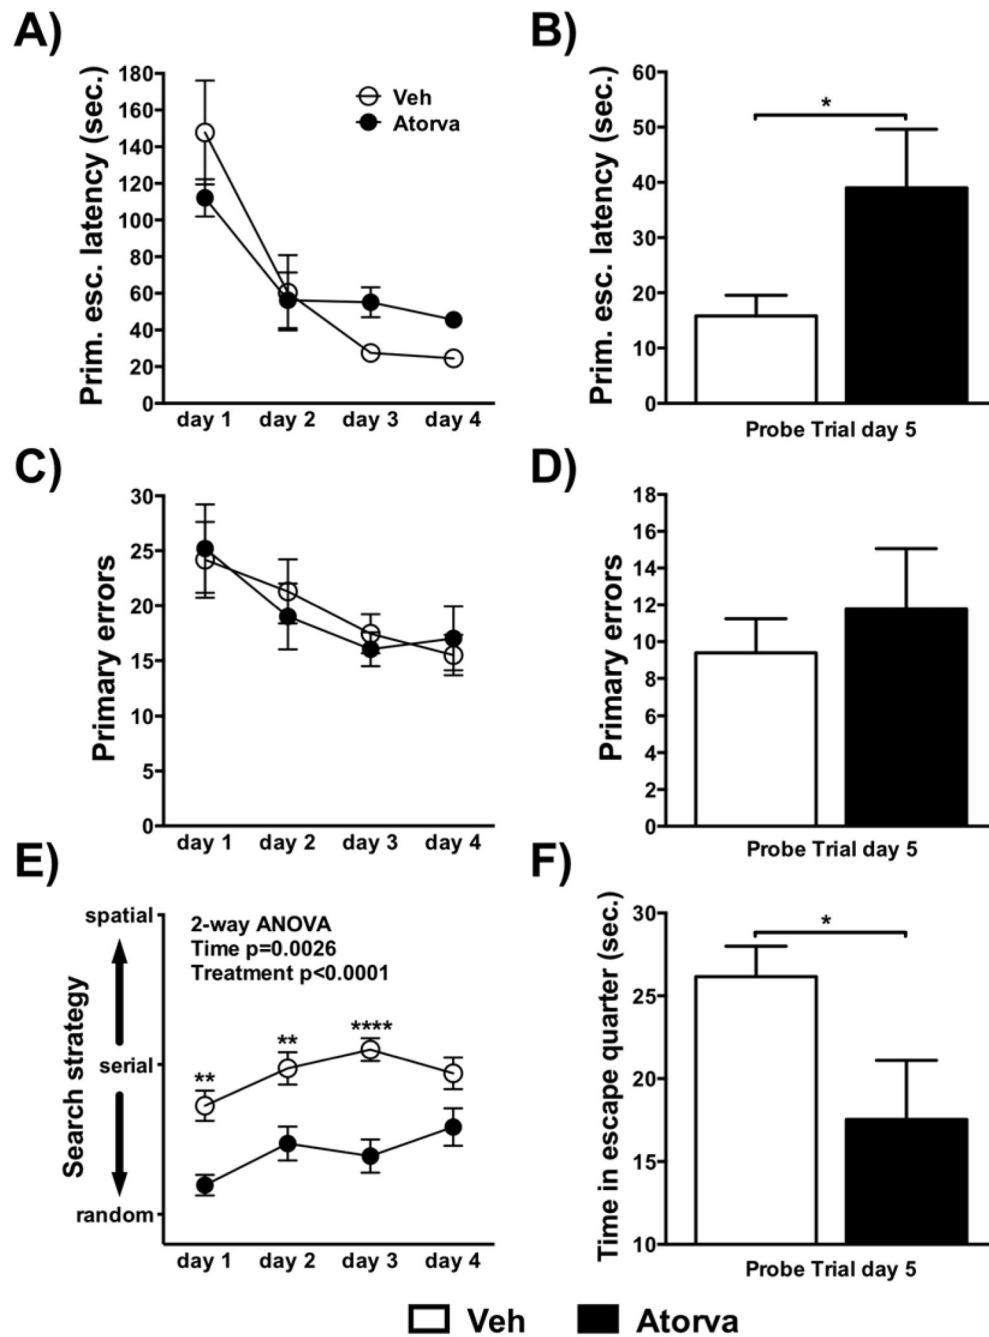 A)
Prim. esc. latency (sec.)
180
160
140
120
100
80
60
40
20
0
Veh
Atorva
day 1 day 2 day 3 day 4
B)
Prim. esc. latency (sec.)
60
50
40
30
20
10
0
*
Probe Trial day 5
C)
Primary errors
30
25
20
15
10
5
0
day 1 day 2 day 3 day 4
D)
Primary errors
18
16
14
12
10
8
6
4
2
0
Probe Trial day 5
E)
Search strategy
spatial
serial
random
2-way ANOVA
Time p=0.0026
Treatment p<0.0001
** ** ****
day 1 day 2 day 3 day 4
F)
Time in escape quarter (sec.)
30
25
20
15
10
*
Probe Trial day 5
Veh Atorva